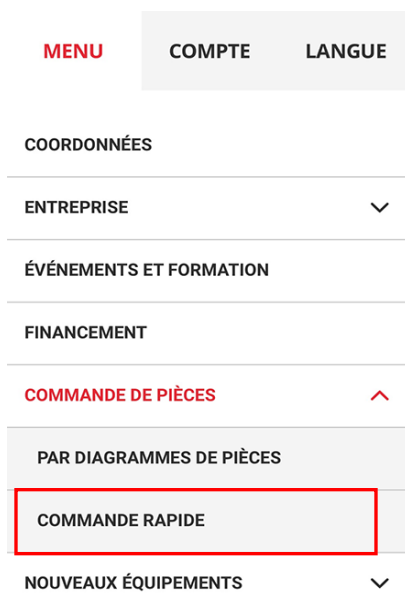 MENU COMPTE LANGUE
COORDONNÉES
ENTREPRISE
ÉVÉNEMENTS ET FORMATION
FINANCEMENT
COMMANDE DE PIÈCES
PAR DIAGRAMMES DE PIÈCES
COMMANDE RAPIDE
NOUVEAUX ÉQUIPEMENTS